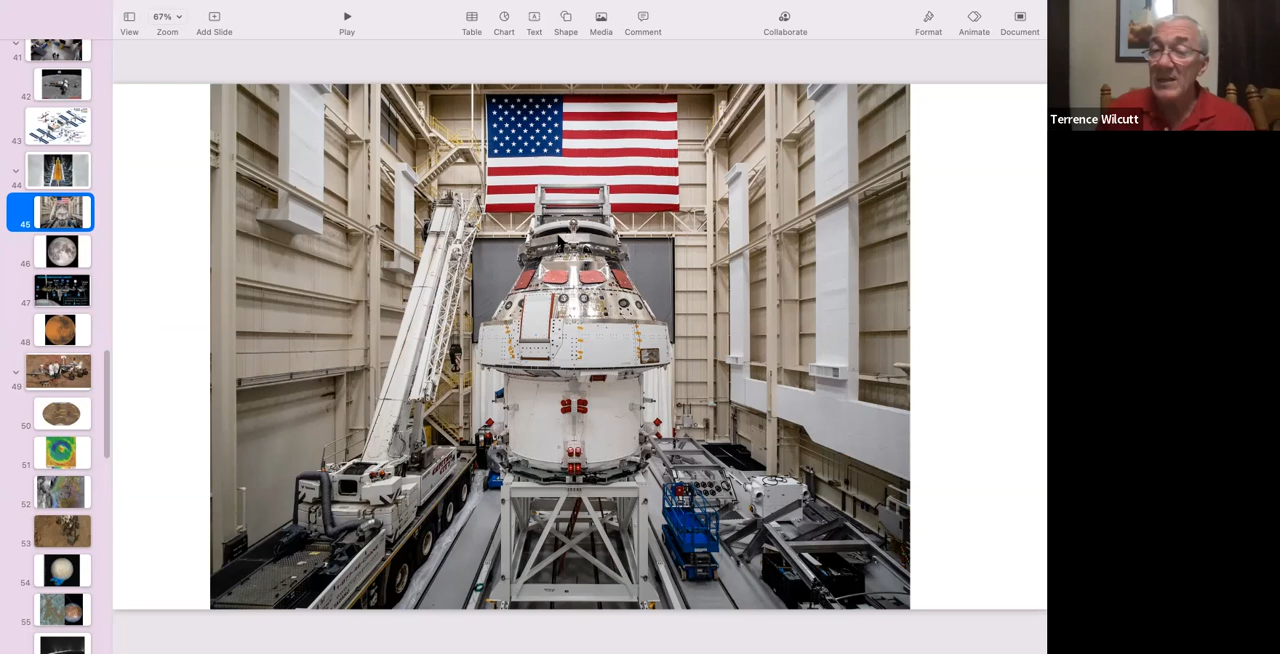 67%
View
Zoom
Add Slide
Play
Table
Chart
Text
Shape
Media
Comment
Collaborate
Format
Animate
Document
Terrence Wilcutt
41
42
43
44
45
46
47
48
49
50
51
52
53
54
55